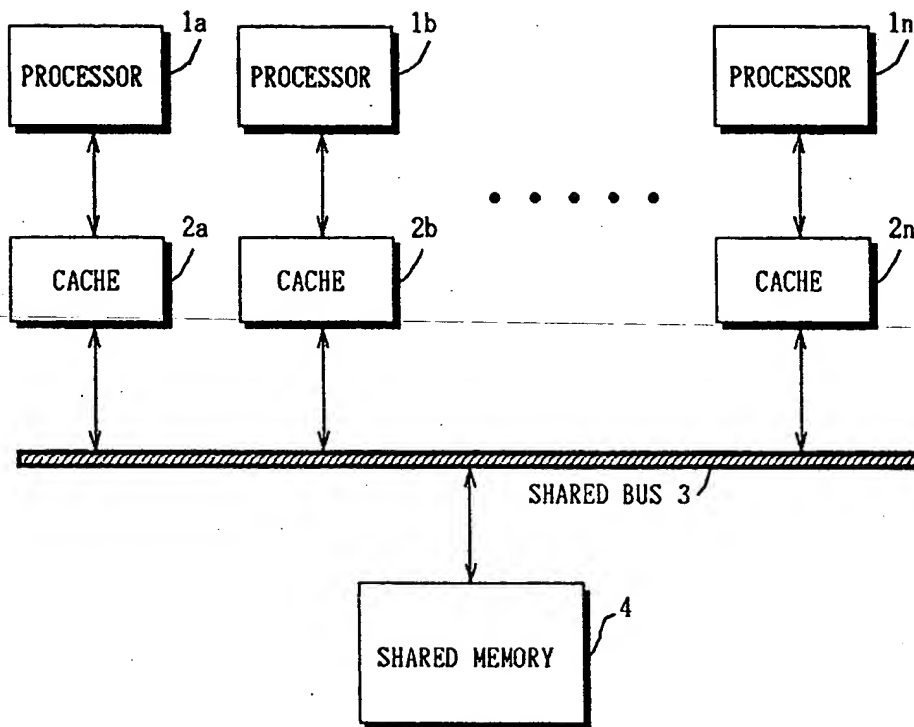 1a
1b
1n
PROCESSOR
PROCESSOR
PROCESSOR
2a
2b
2n
CACHE
CACHE
CACHE
SHARED BUS 3
4
SHARED MEMORY